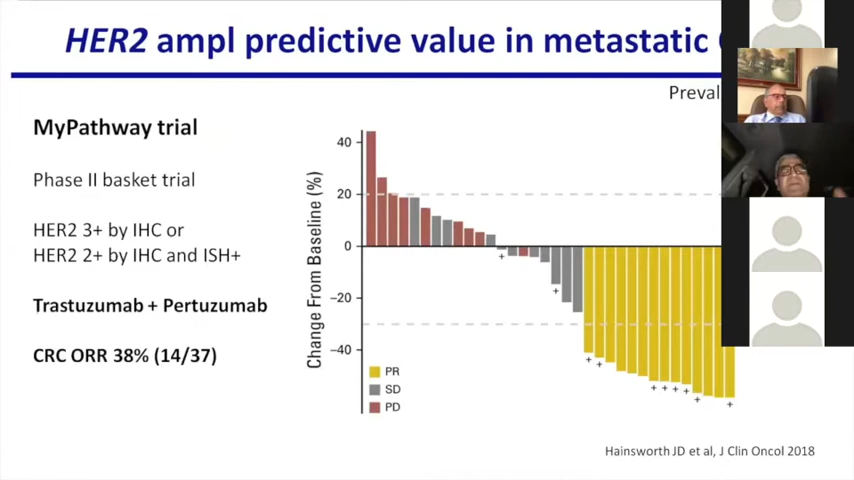 HER2 ampl predictive value in metastatic
MyPathway trial
Phase II basket trial
HER2 3+ by IHC or
HER2 2+ by IHC and ISH+
Trastuzumab + Pertuzumab
CRC ORR 38% (14/37)
Change From Baseline (%)
40
20
0
−20
−40
PR
SD
PD
Hainsworth JD et al, J Clin Oncol 2018